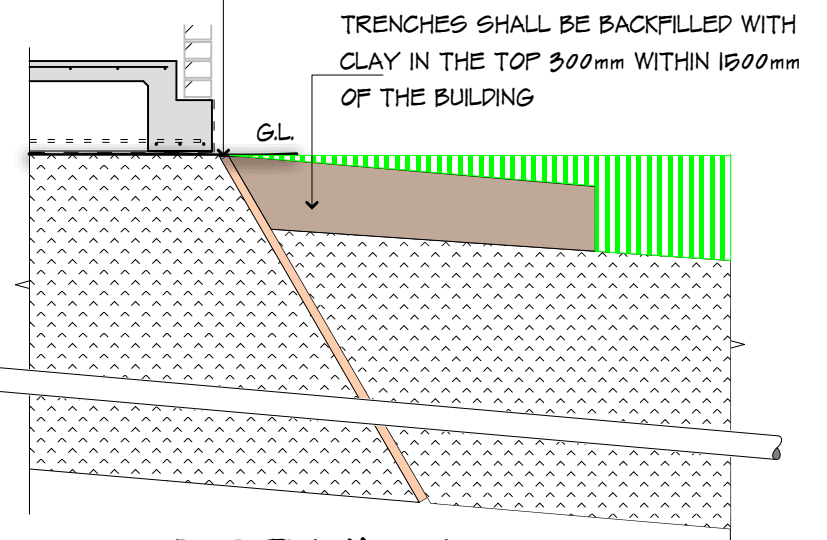 TRENCHES SHALL BE BACKFILLED WITH
CLAY IN THE TOP 300mm WITHIN 1500mm
OF THE BUILDING
G.L.